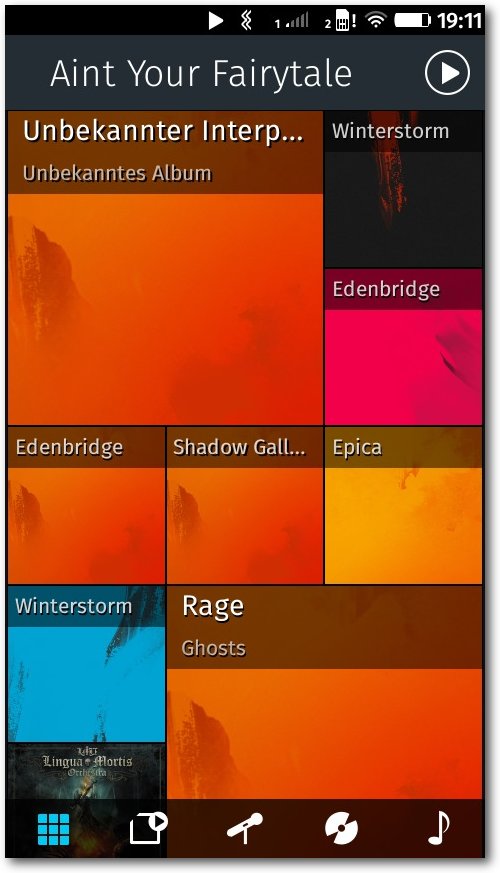 1 2 ! 19:11
Aint Your Fairytale
Unbekannter Interp...
Unbekanntes Album
Winterstorm
Edenbridge
Edenbridge
Shadow Gall...
Epica
Winterstorm
Rage
Ghosts
Lingua Mortis
Orchestra